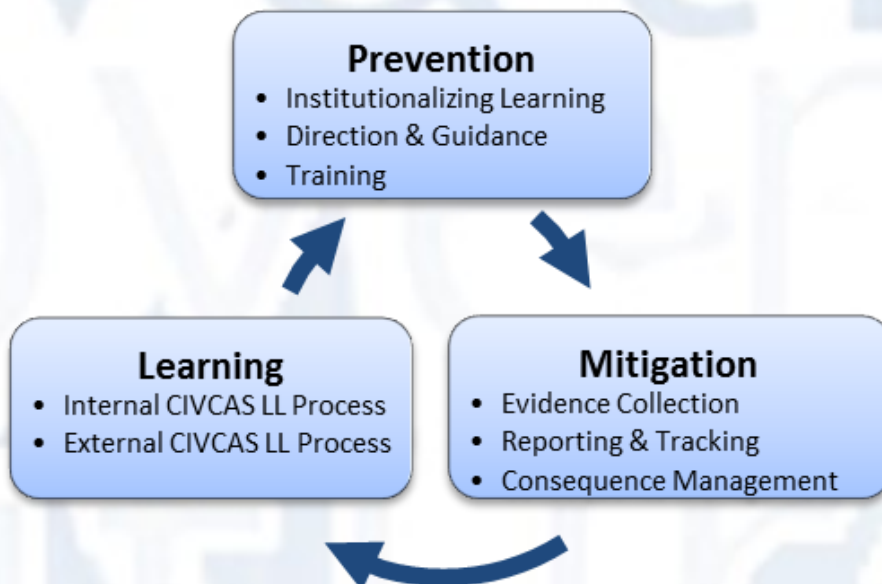 Prevention
• Institutionalizing Learning
• Direction & Guidance
• Training
Learning
• Internal CIVCAS LL Process
• External CIVCAS LL Process
Mitigation
• Evidence Collection
• Reporting & Tracking
• Consequence Management